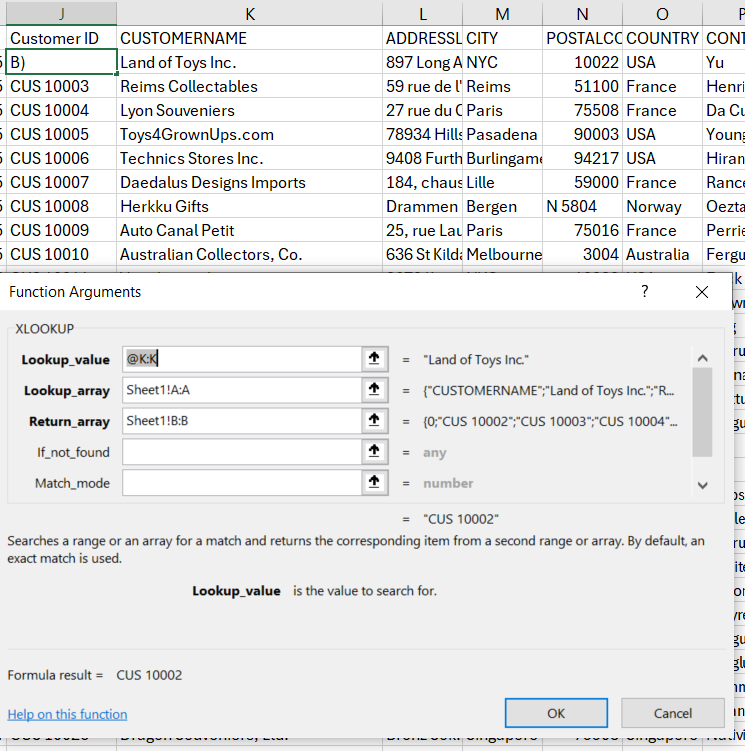 J K L M N O P
Customer ID CUSTOMERNAME ADDRESSL CITY POSTALCC COUNTRY CONT
B) Land of Toys Inc. 897 Long A NYC 10022 USA Yu
CUS 10003 Reims Collectables 59 rue de l' Reims 51100 France Henri
CUS 10004 Lyon Souveniers 27 rue du C Paris 75508 France Da Cu
CUS 10005 Toys4GrownUps.com 78934 Hills Pasadena 90003 USA Young
CUS 10006 Technics Stores Inc. 9408 Furth Burlingame 94217 USA Hiran
CUS 10007 Daedalus Designs Imports 184, chaus Lille 59000 France Rance
CUS 10008 Herkku Gifts Drammen Bergen N 5804 Norway Oezta
CUS 10009 Auto Canal Petit 25, rue Lau Paris 75016 France Perrie
CUS 10010 Australian Collectors, Co. 636 St Kilda Melbourne 3004 Australia Fergu
Function Arguments ?
XLOOKUP
Lookup_value @K:K = "Land of Toys Inc."
Lookup_array Sheet1!A:A = {"CUSTOMERNAME";"Land of Toys Inc.";"R...
Return_array Sheet1!B:B = {0;"CUS 10002";"CUS 10003";"CUS 10004"...
If_not_found = any
Match_mode = number
= "CUS 10002"
Searches a range or an array for a match and returns the corresponding item from a second range or array. By default, an
exact match is used.
Lookup_value is the value to search for.
Formula result = CUS 10002
Help on this function OK Cancel